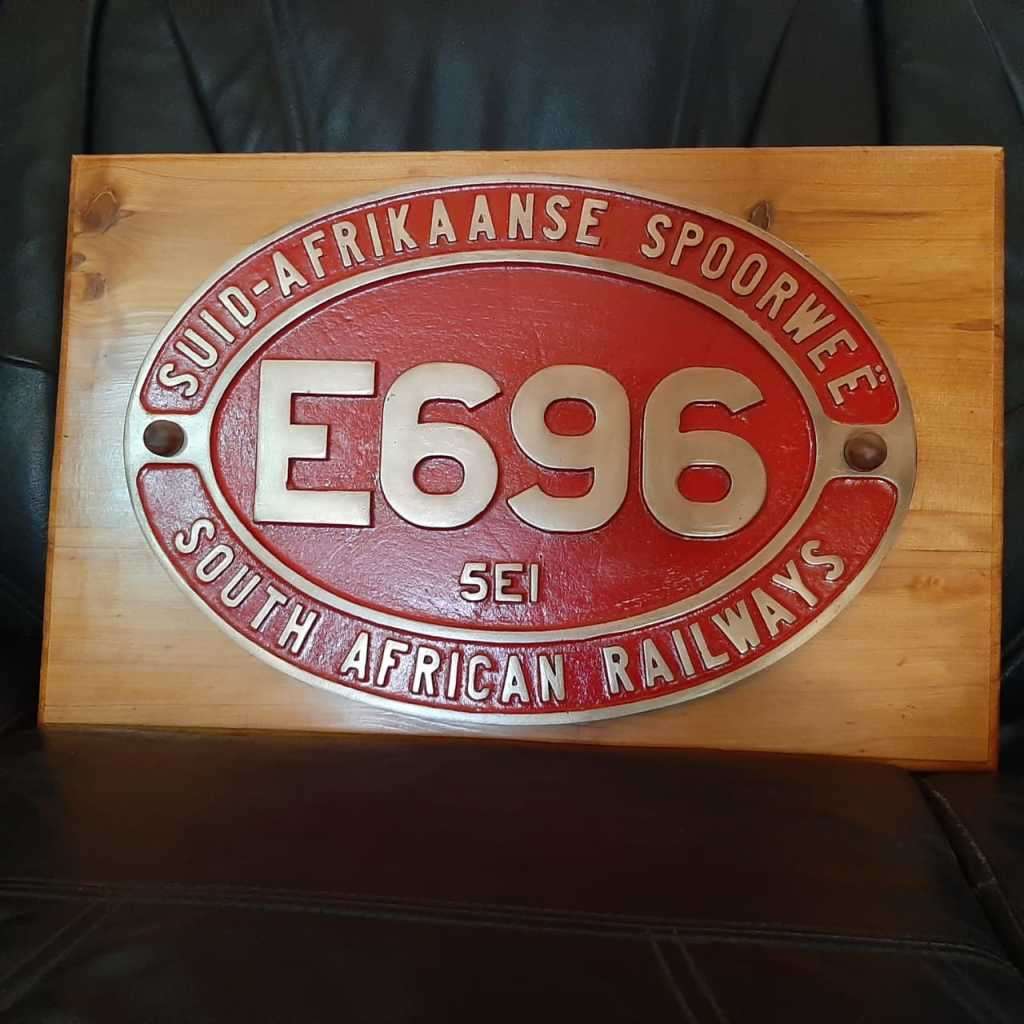 SUID-AFRIKAANSE SPOORWEË
E696
5E1
SOUTH AFRICAN RAILWAYS